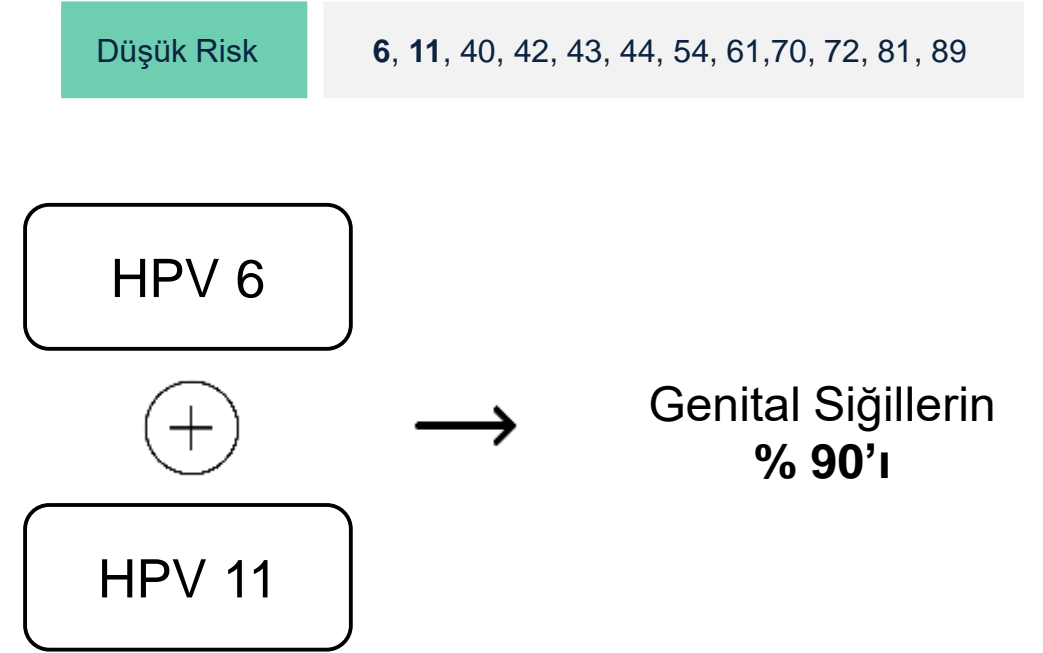 Düşük Risk
6, 11, 40, 42, 43, 44, 54, 61,70, 72, 81, 89
HPV 6
+
HPV 11
Genital Siğillerin
% 90’ı